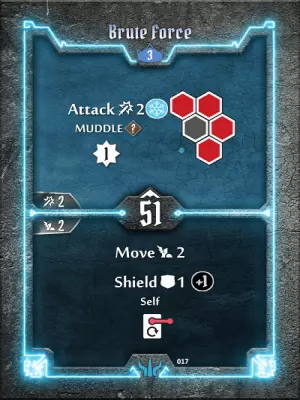 Brute Force
3
Attack 2
MUDDLE ?
1
2
51
2
Move 2
Shield 1 +1
Self
017